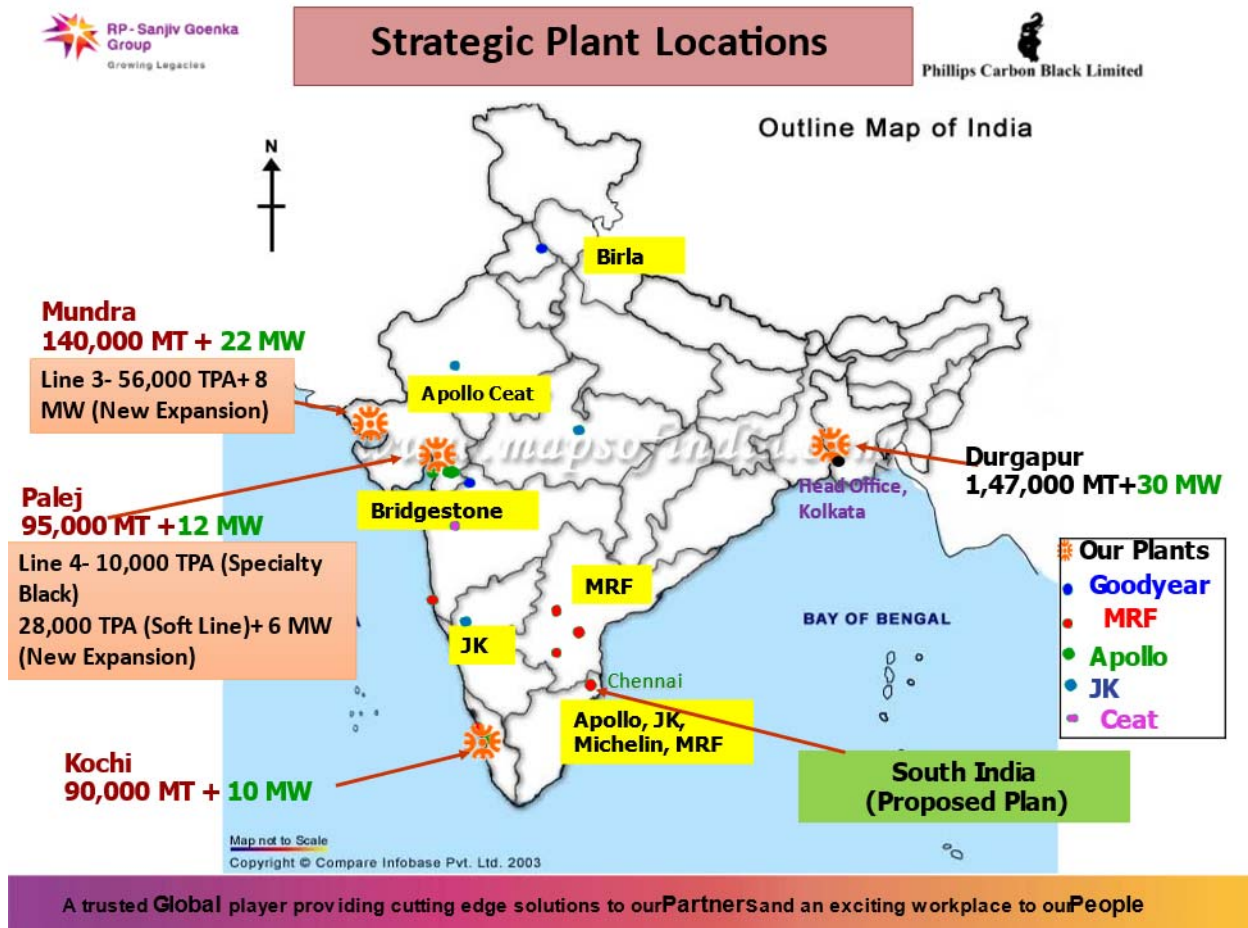 RP - Sanjiv Goenka
Group
Growing Legacies
Strategic Plant Locations
Phillips Carbon Black Limited
Outline Map of India
N
Birla
Mundra
140,000 MT + 22 MW
Line 3- 56,000 TPA+ 8
MW (New Expansion)
Apollo Ceat
www.mapsofindia.com
Durgapur
1,47,000 MT+30 MW
Head Office,
Kolkata
Palej
95,000 MT +12 MW
Bridgestone
Line 4- 10,000 TPA (Specialty
Black)
28,000 TPA (Soft Line)+ 6 MW
(New Expansion)
MRF
JK
BAY OF BENGAL
Our Plants
Goodyear
MRF
Apollo
JK
Ceat
Chennai
Apollo, JK,
Michelin, MRF
Kochi
90,000 MT + 10 MW
South India
(Proposed Plan)
Map not to Scale
Copyright © Compare Infobase Pvt. Ltd. 2003
A trusted Global player providing cutting edge solutions to ourPartnersand an exciting workplace to ourPeople